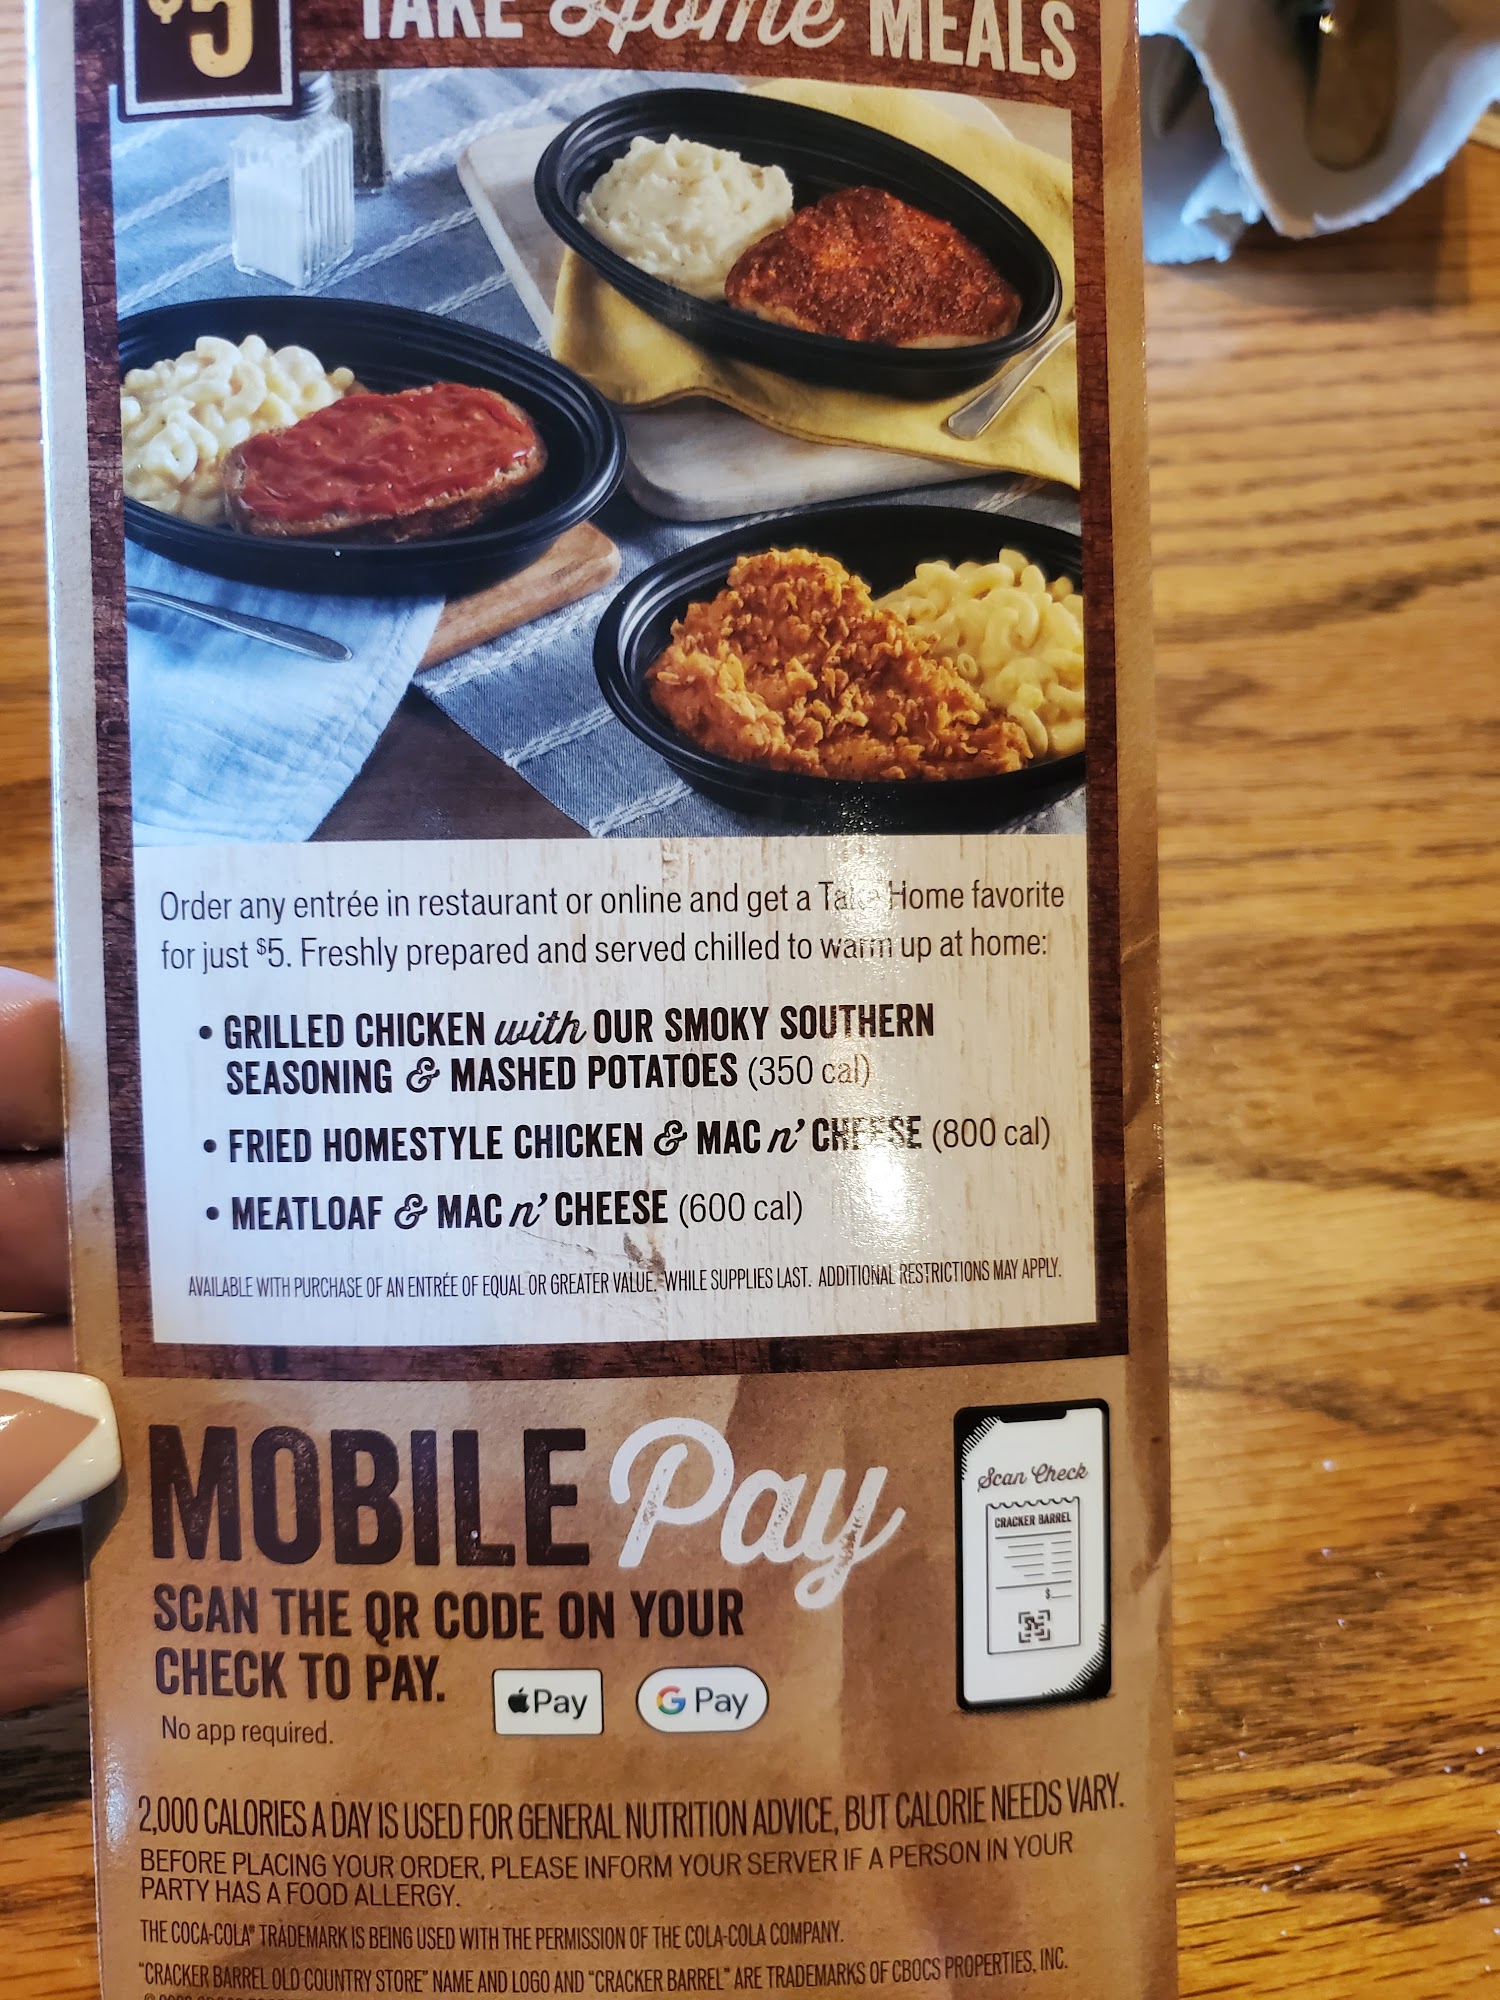 $5
TAKE Home MEALS
Order any entrée in restaurant or online and get a Take Home favorite
for just $5. Freshly prepared and served chilled to warm up at home:
• GRILLED CHICKEN with OUR SMOKY SOUTHERN
SEASONING & MASHED POTATOES (350 cal)
• FRIED HOMESTYLE CHICKEN & MAC n' CHEESE (800 cal)
• MEATLOAF & MAC n' CHEESE (600 cal)
AVAILABLE WITH PURCHASE OF AN ENTRÉE OF EQUAL OR GREATER VALUE. WHILE SUPPLIES LAST. ADDITIONAL RESTRICTIONS MAY APPLY.
MOBILE Pay
SCAN THE QR CODE ON YOUR
CHECK TO PAY.
No app required.
Pay
G Pay
Scan Check
CRACKER BARREL
$
2,000 CALORIES A DAY IS USED FOR GENERAL NUTRITION ADVICE, BUT CALORIE NEEDS VARY.
BEFORE PLACING YOUR ORDER, PLEASE INFORM YOUR SERVER IF A PERSON IN YOUR
PARTY HAS A FOOD ALLERGY.
THE COCA-COLA® TRADEMARK IS BEING USED WITH THE PERMISSION OF THE COLA-COLA COMPANY.
"CRACKER BARREL OLD COUNTRY STORE" NAME AND LOGO AND "CRACKER BARREL" ARE TRADEMARKS OF CBOCS PROPERTIES, INC.